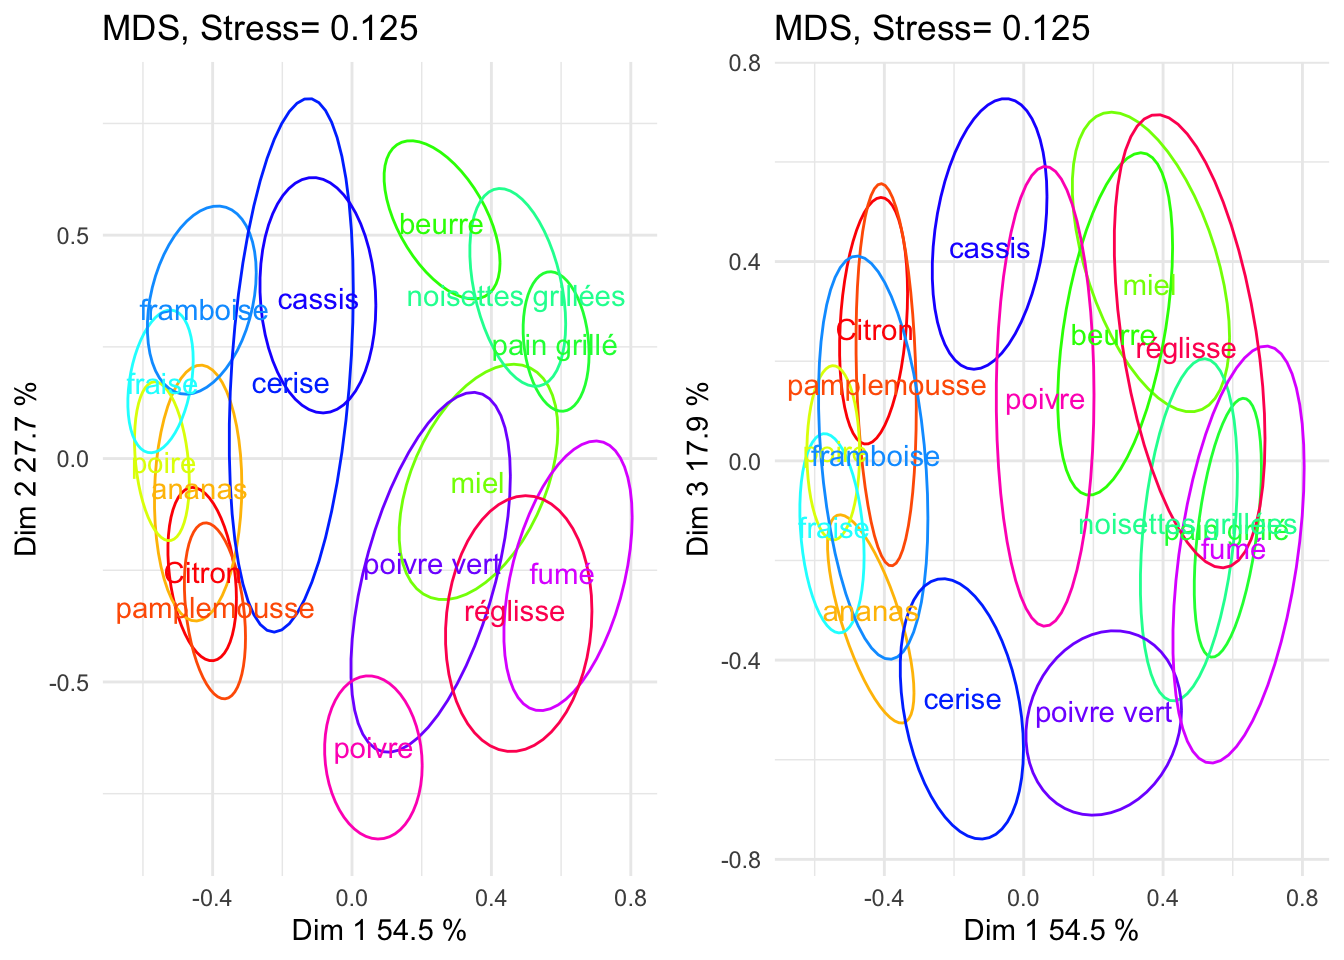 MDS, Stress= 0.125
beurre
framboise
cassis
noisettes grillées
pain grillé
fraise
cerise
poire
ananas
miel
Citron
poivre vert
fumé
pamplemousse
réglisse
poivre
0.5
0.0
-0.5
-0.4
0.0
0.4
0.8
Dim 1 54.5 %
Dim 2 27.7 %
MDS, Stress= 0.125
cassis
miel
Citron
beurre
réglisse
pamplemousse
poivre
poire
framboise
noisettes grillées
fraise
pain grillé
fumé
ananas
cerise
poivre vert
0.8
0.4
0.0
-0.4
-0.8
-0.4
0.0
0.4
0.8
Dim 1 54.5 %
Dim 3 17.9 %